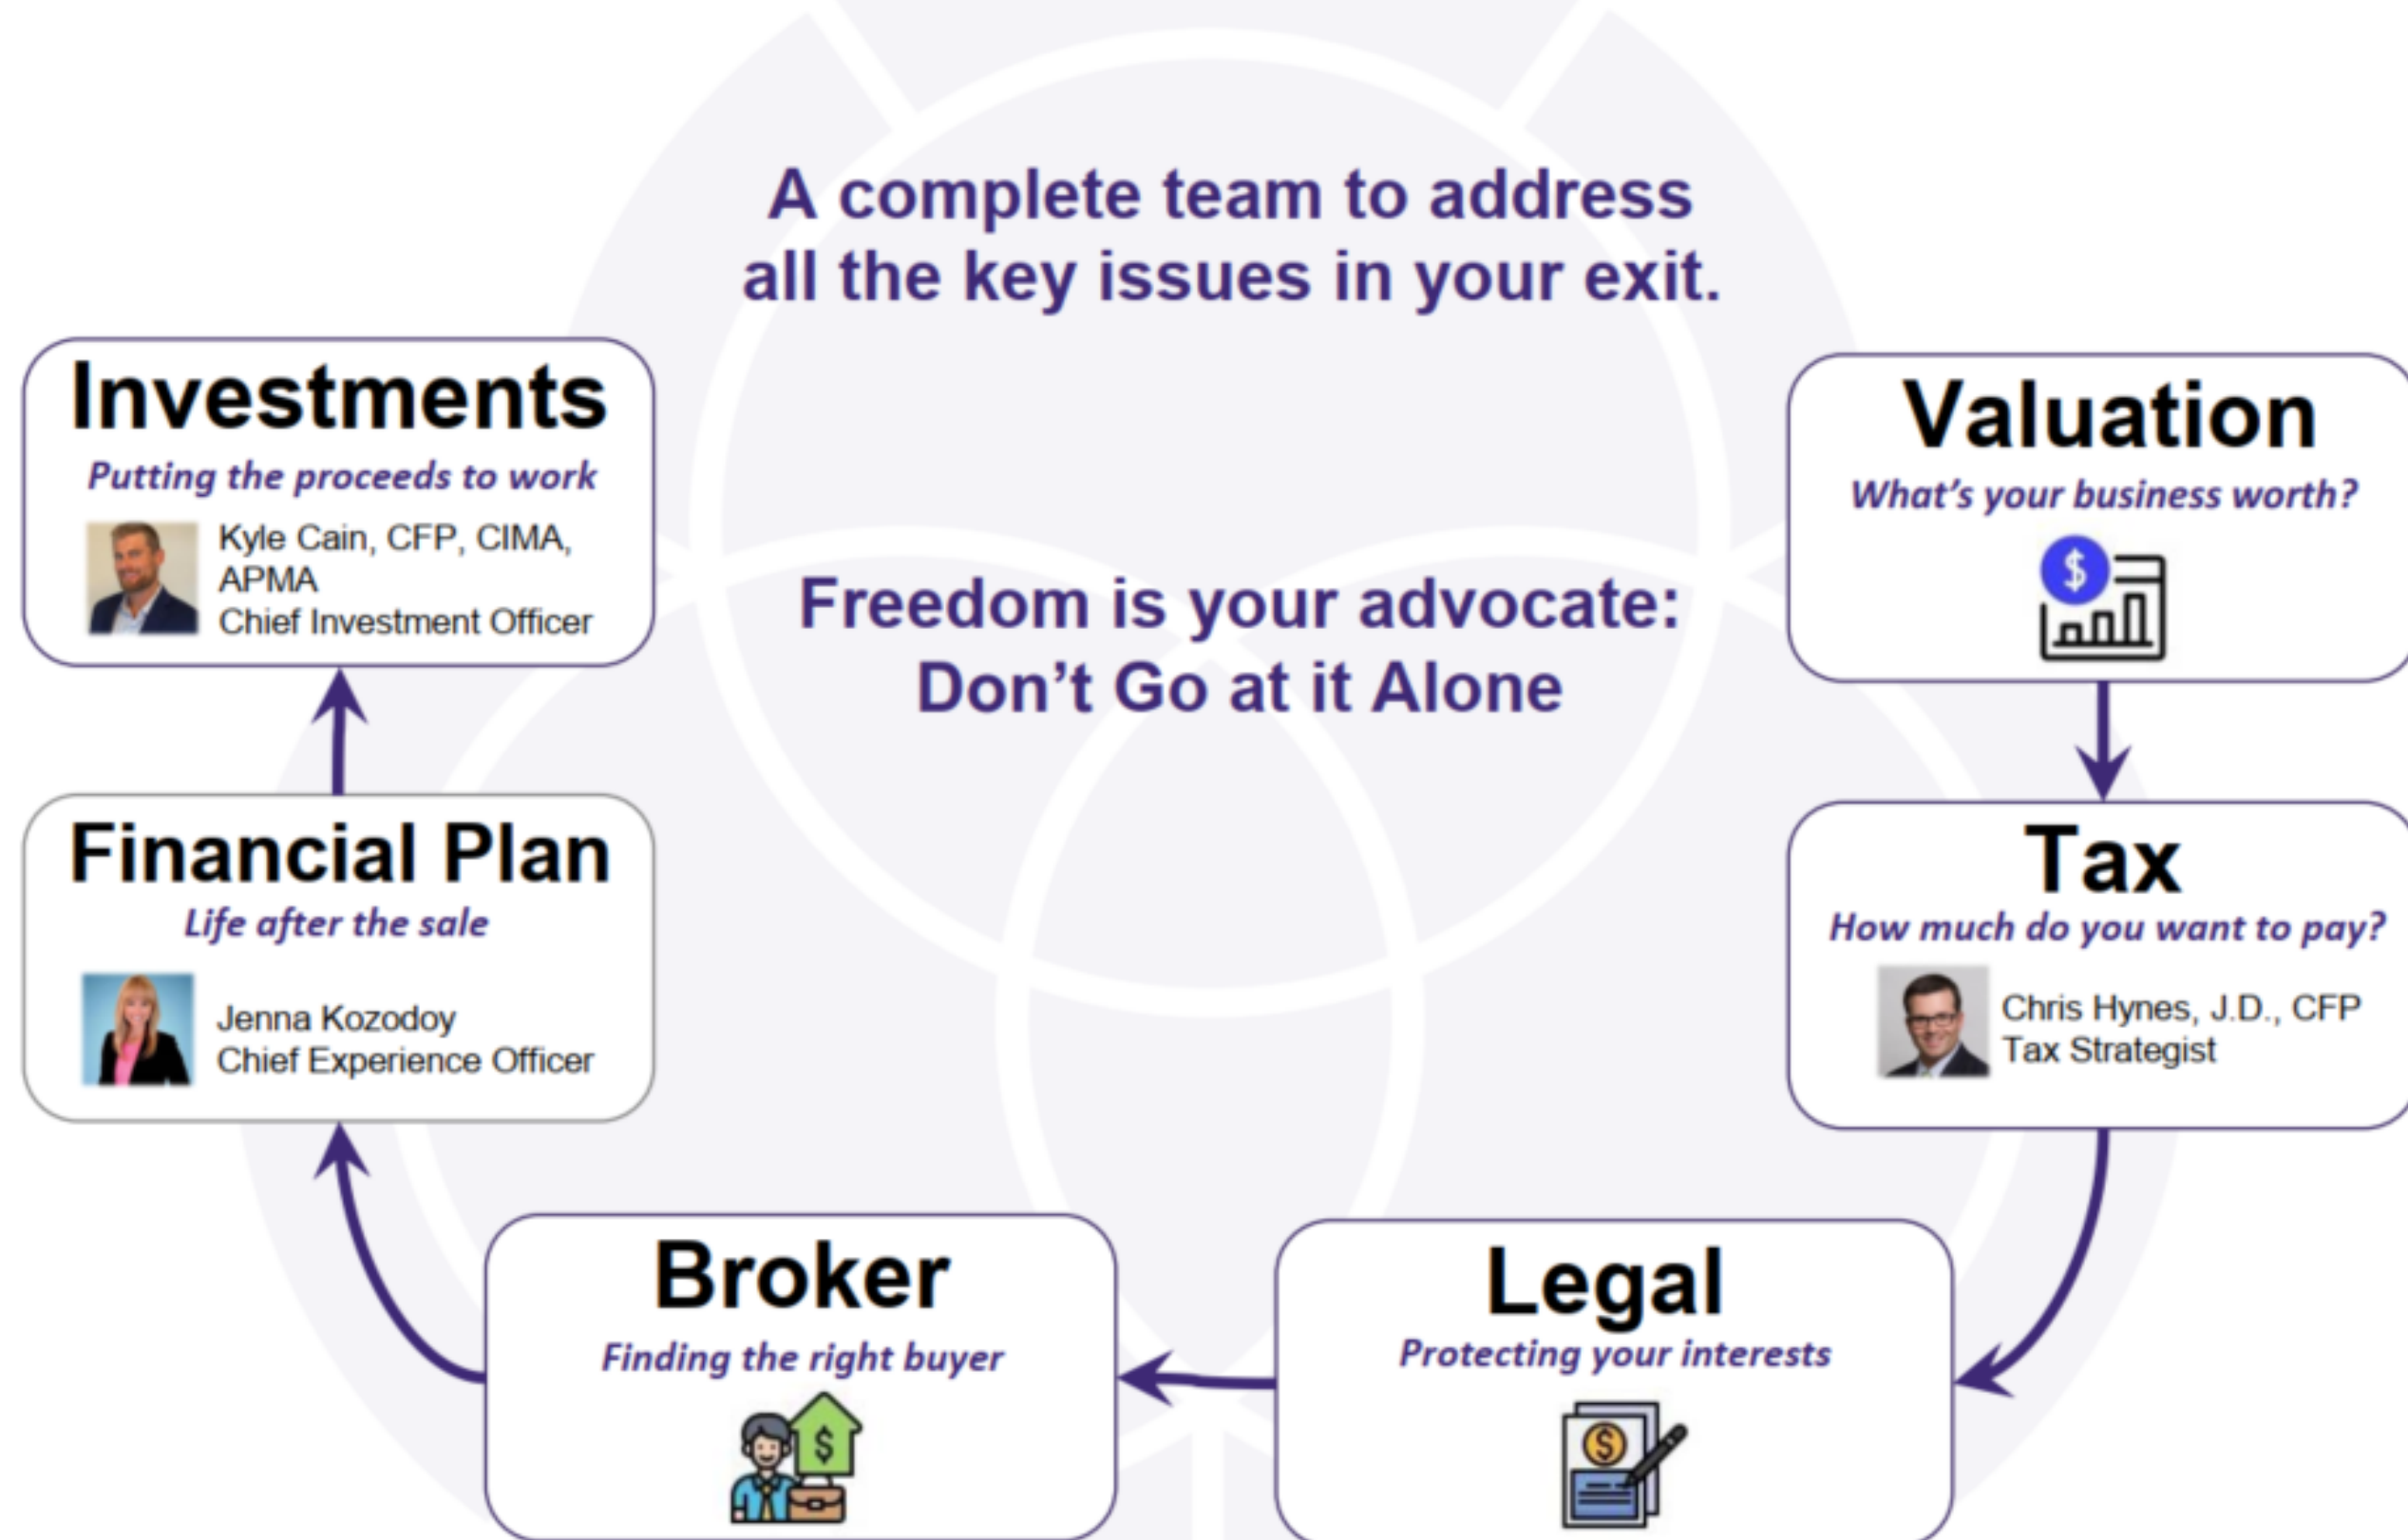 A complete team to address
all the key issues in your exit.
Freedom is your advocate:
Don't Go at it Alone
Valuation
What's your business worth?
$
Tax
How much do you want to pay?
Chris Hynes, J.D., CFP
Tax Strategist
Legal
Protecting your interests
$
Broker
Finding the right buyer
$
Financial Plan
Life after the sale
Jenna Kozodoy
Chief Experience Officer
Investments
Putting the proceeds to work
Kyle Cain, CFP, CIMA,
APMA
Chief Investment Officer